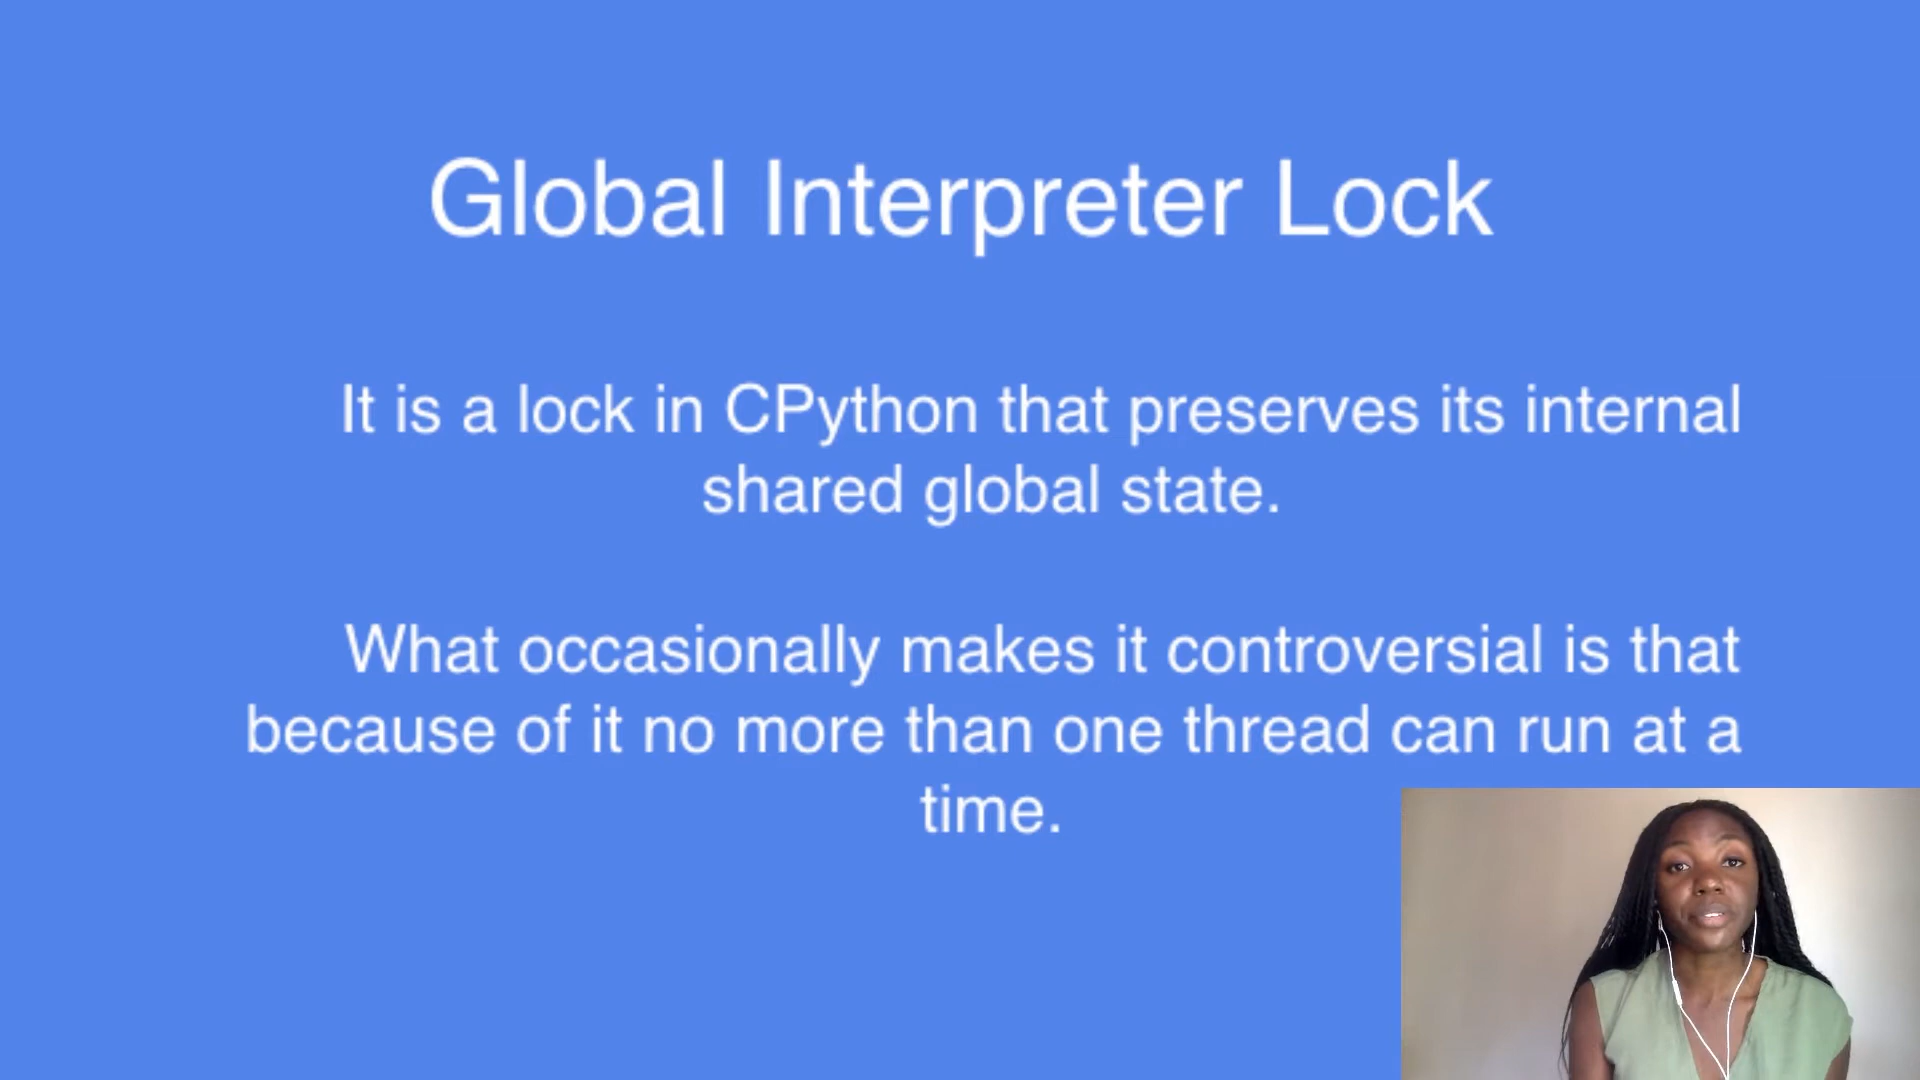 Global Interpreter Lock
It is a lock in CPython that preserves its internal
shared global state.
What occasionally makes it controversial is that
because of it no more than one thread can run at a
time.